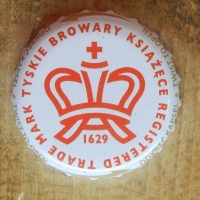 TYSKIE BROWARY KSIĄŻĘCE REGISTERED TRADE MARK
1629